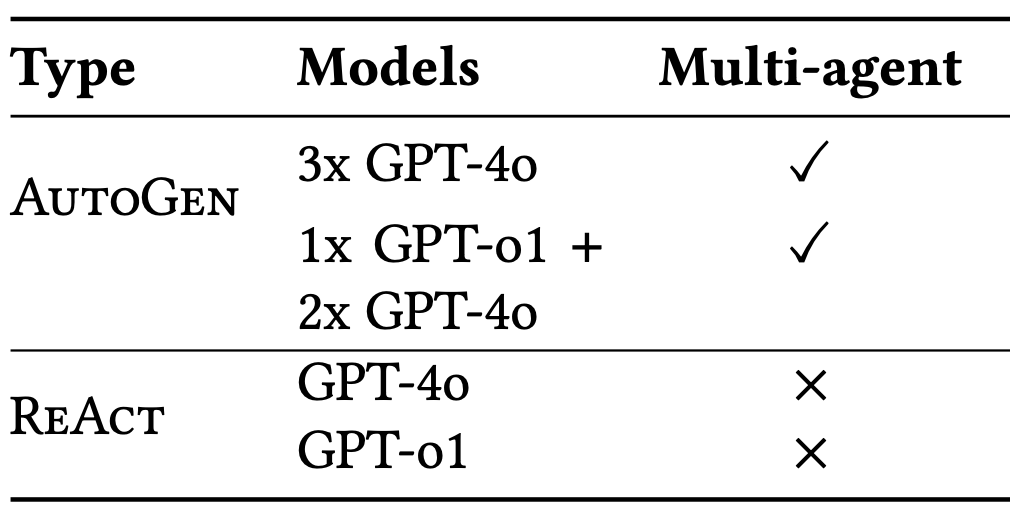 Type Models Multi-agent
3x GPT-4o ✓
AUTOGEN
1x GPT-o1 + ✓
2x GPT-4o
GPT-4o ×
REACT
GPT-o1 ×